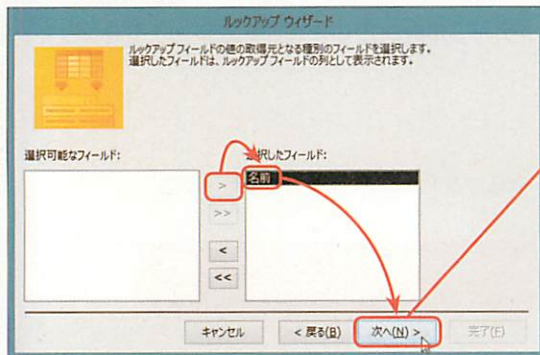 ルックアップ ウィザード
ルックアップ フィールドの値の取得元となる種別のフィールドを選択します。
選択したフィールドは、ルックアップ フィールドの列として表示されます。
選択可能なフィールド:
選択したフィールド:
名前
>
>>
<
<<
キャンセル
< 戻る(B)
次へ(N) >
完了(F)